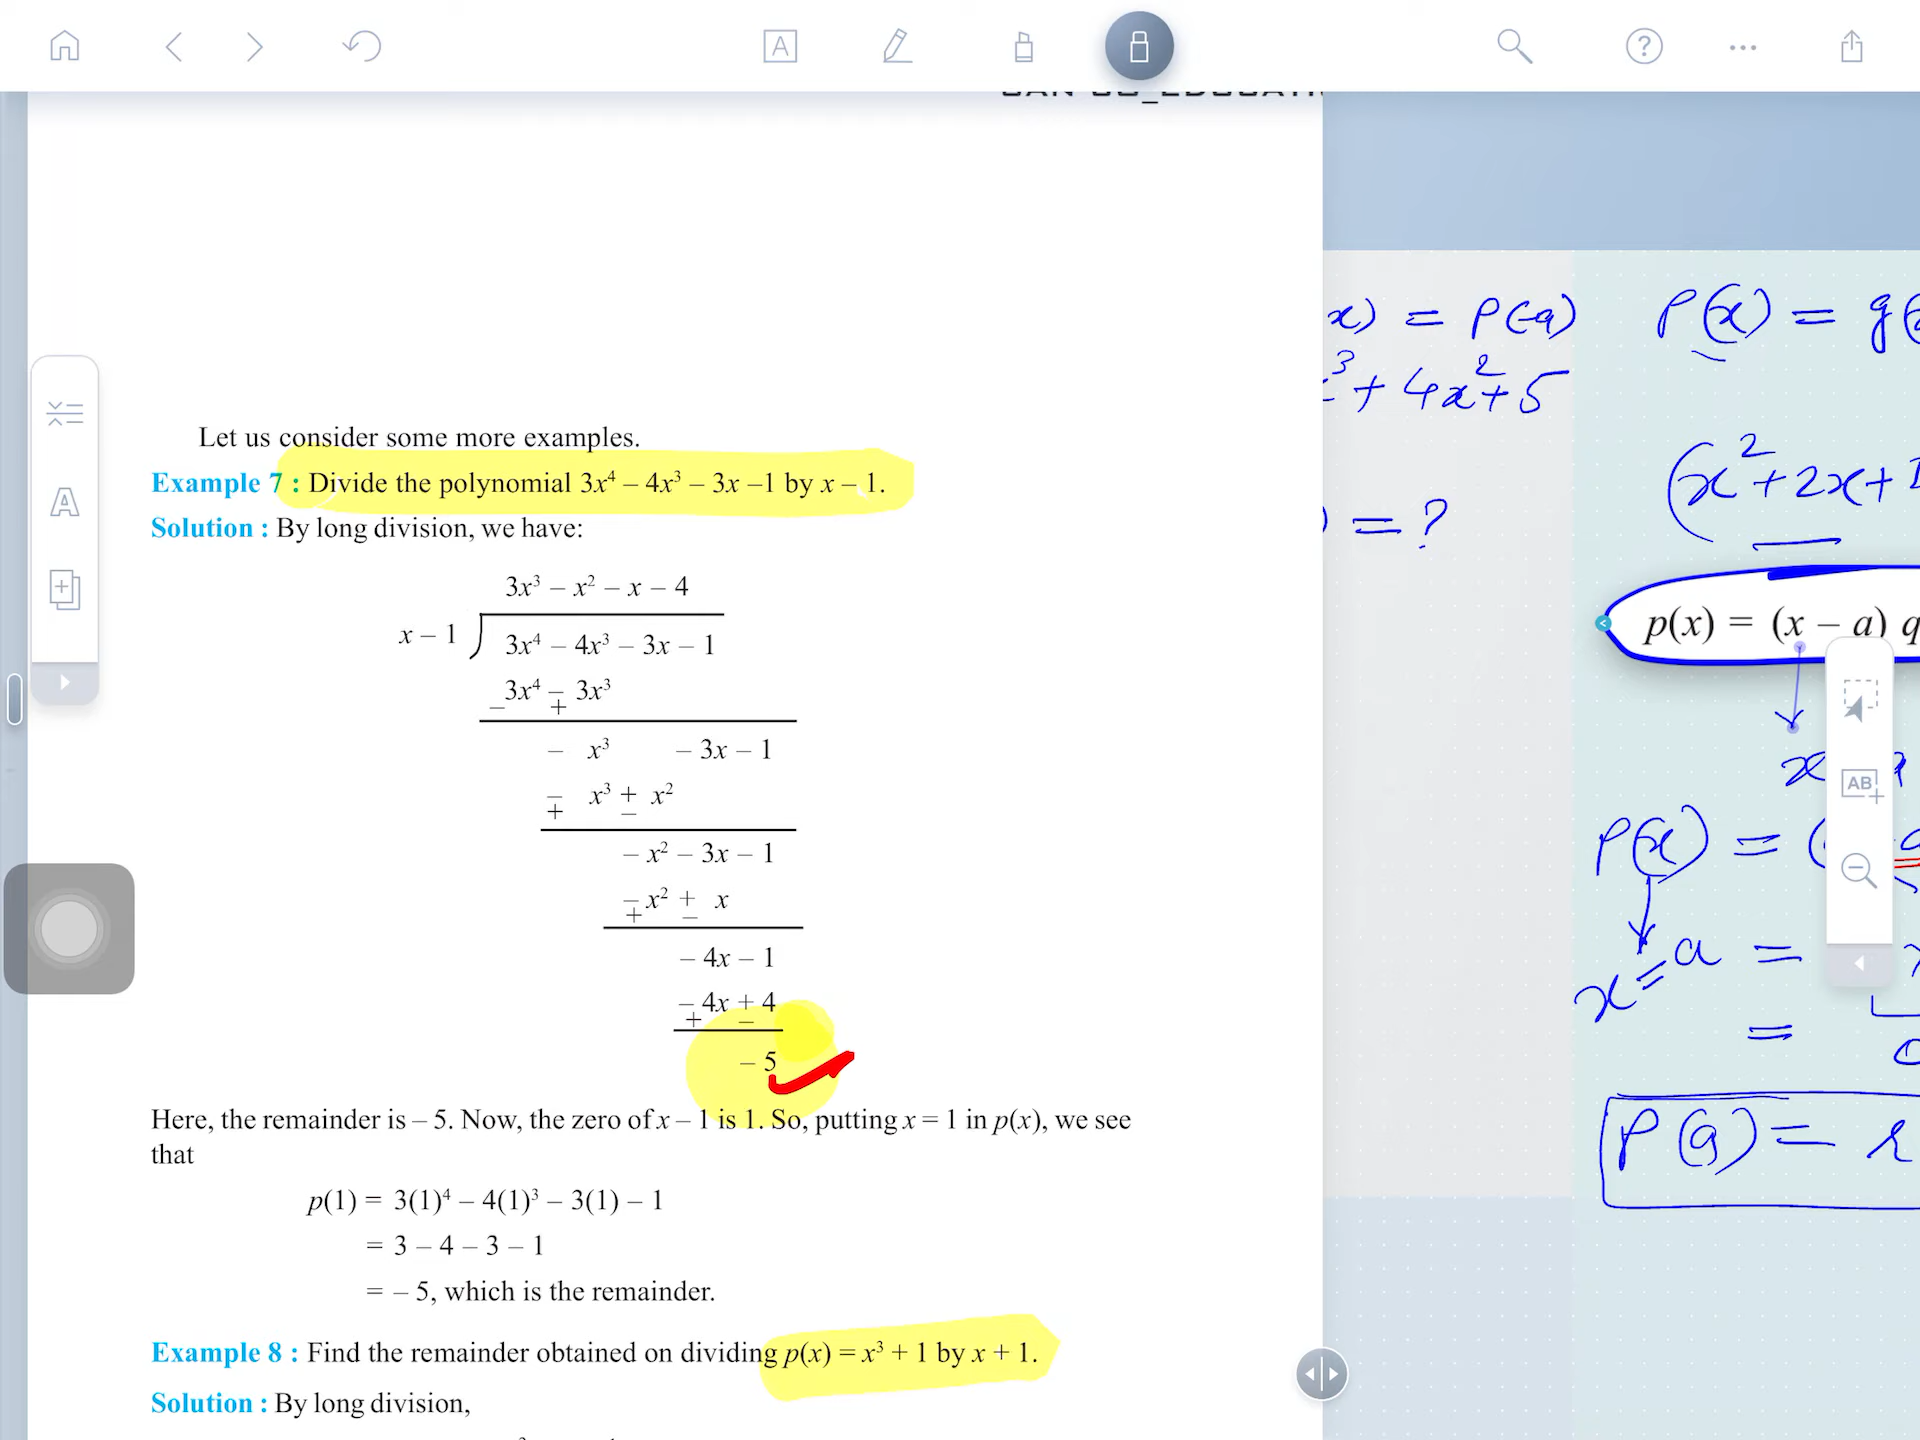 Let us consider some more examples.
Example 7 : Divide the polynomial 3x⁴ – 4x³ – 3x –1 by x – 1.
Solution : By long division, we have:
3x³ – x² – x – 4
x – 1
3x⁴ – 4x³ – 3x – 1
3x⁴ – 3x³
– +
– x³ – 3x – 1
– x³ + x²
+ –
– x² – 3x – 1
– x² + x
+ –
– 4x – 1
– 4x + 4
+ –
– 5
Here, the remainder is – 5. Now, the zero of x – 1 is 1. So, putting x = 1 in p(x), we see
that
p(1) = 3(1)⁴ – 4(1)³ – 3(1) – 1
= 3 – 4 – 3 – 1
= – 5, which is the remainder.
Example 8 : Find the remainder obtained on dividing p(x) = x³ + 1 by x + 1.
Solution : By long division,
x) = P(-a)
³ + 4x² + 5
) = ?
P(x) = g(
(x² + 2x +
p(x) = (x – a) q
x
P(x) = (
x = a =
=
P(a) = r
A
A
AB
?